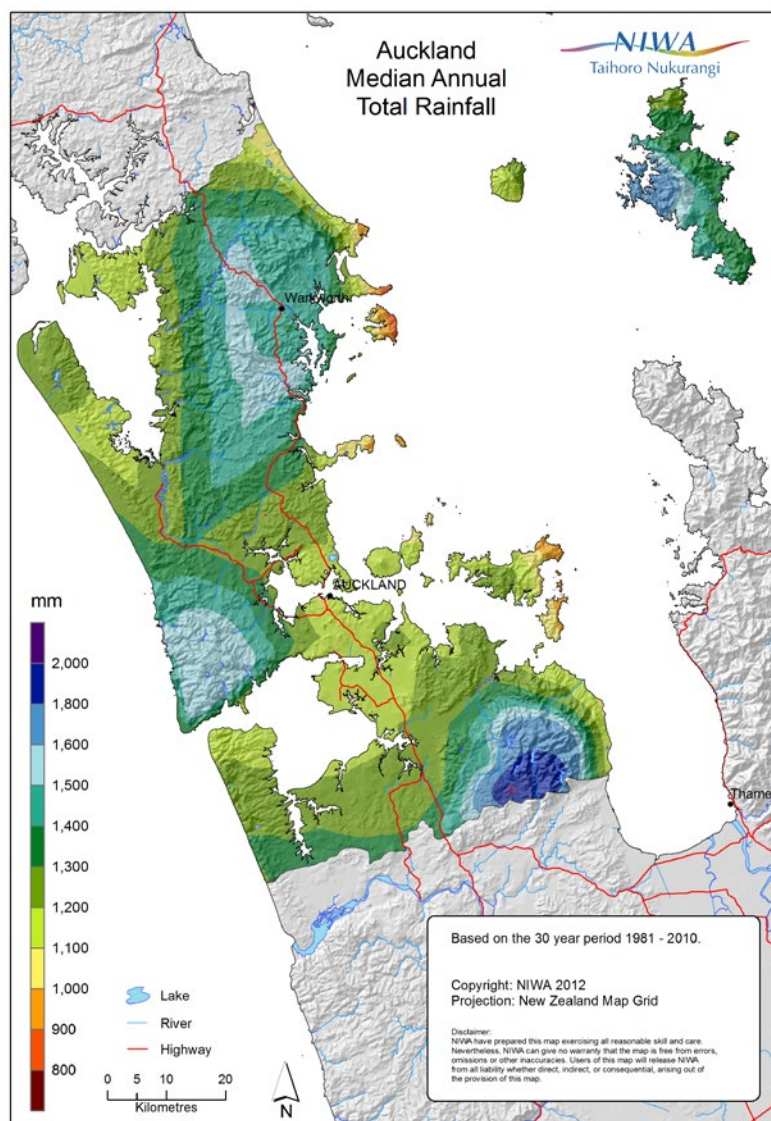 Auckland
Median Annual
Total Rainfall
NIWA
Taihoro Nukurangi
Warkworth
AUCKLAND
Thames
mm
2,000
1,800
1,600
1,500
1,400
1,300
1,200
1,100
1,000
900
800
Lake
River
Highway
0 5 10 20
Kilometres
N
Based on the 30 year period 1981 - 2010.
Copyright: NIWA 2012
Projection: New Zealand Map Grid
Disclaimer:
NIWA have prepared this map exercising all reasonable skill and care.
Nevertheless, NIWA can give no warranty that the map is free from errors,
omissions or other inaccuracies. Users of this map will release NIWA
from all liability whether direct, indirect, or consequential, arising out of
the provision of this map.